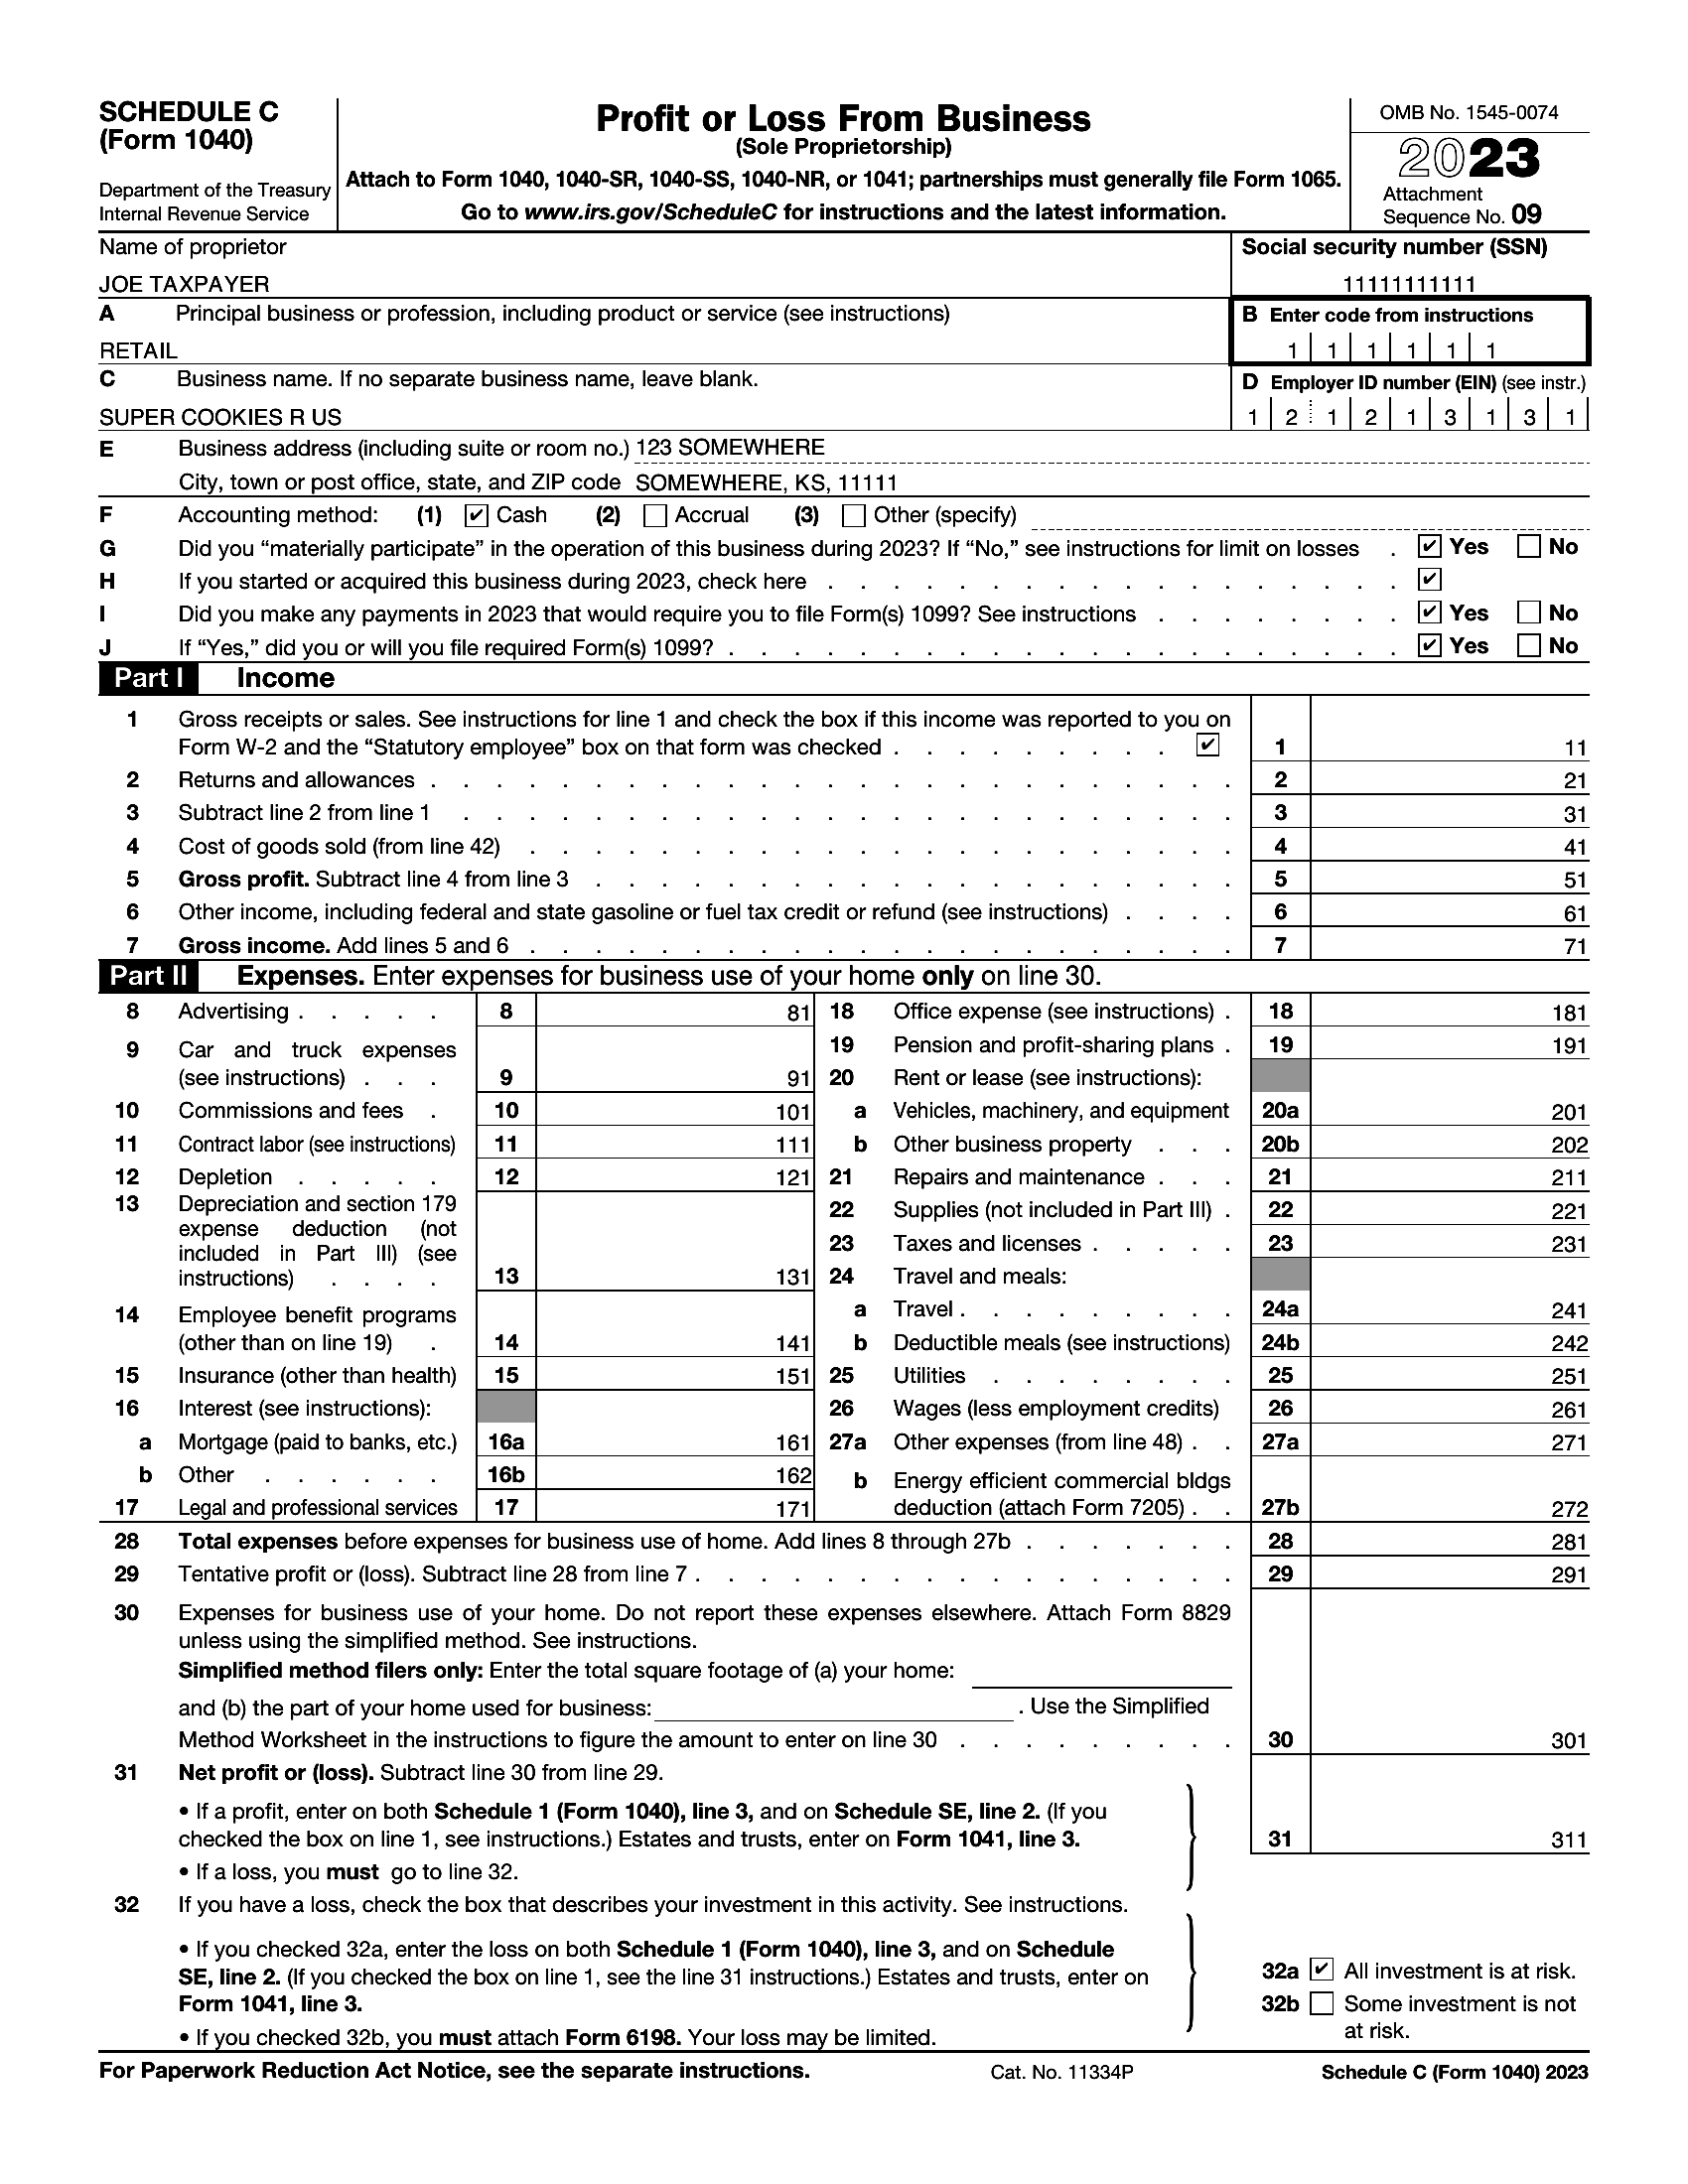 SCHEDULE C
(Form 1040)
Department of the Treasury
Internal Revenue Service
Profit or Loss From Business
(Sole Proprietorship)
Attach to Form 1040, 1040-SR, 1040-SS, 1040-NR, or 1041; partnerships must generally file Form 1065.
Go to www.irs.gov/ScheduleC for instructions and the latest information.
OMB No. 1545-0074
2023
Attachment
Sequence No. 09
Name of proprietor
JOE TAXPAYER
Social security number (SSN)
11111111111
A Principal business or profession, including product or service (see instructions)
RETAIL
B Enter code from instructions
1 1 1 1 1 1
C Business name. If no separate business name, leave blank.
SUPER COOKIES R US
D Employer ID number (EIN) (see instr.)
1 2 1 2 1 3 1 3 1
E Business address (including suite or room no.) 123 SOMEWHERE
City, town or post office, state, and ZIP code SOMEWHERE, KS, 11111
F Accounting method: (1) ✔ Cash (2) Accrual (3) Other (specify)
G Did you “materially participate” in the operation of this business during 2023? If “No,” see instructions for limit on losses . ✔ Yes No
H If you started or acquired this business during 2023, check here . . . . . . . . . . . . . . . . . . ✔
I Did you make any payments in 2023 that would require you to file Form(s) 1099? See instructions . . . . . . . . ✔ Yes No
J If “Yes,” did you or will you file required Form(s) 1099? . . . . . . . . . . . . . . . . . . . . . ✔ Yes No
Part I Income
1 Gross receipts or sales. See instructions for line 1 and check the box if this income was reported to you on
Form W-2 and the “Statutory employee” box on that form was checked . . . . . . . . . ✔ 1 11
2 Returns and allowances . . . . . . . . . . . . . . . . . . . . . . . . . 2 21
3 Subtract line 2 from line 1 . . . . . . . . . . . . . . . . . . . . . . . . 3 31
4 Cost of goods sold (from line 42) . . . . . . . . . . . . . . . . . . . . . . 4 41
5 Gross profit. Subtract line 4 from line 3 . . . . . . . . . . . . . . . . . . . . 5 51
6 Other income, including federal and state gasoline or fuel tax credit or refund (see instructions) . . . . 6 61
7 Gross income. Add lines 5 and 6 . . . . . . . . . . . . . . . . . . . . . . 7 71
Part II Expenses. Enter expenses for business use of your home only on line 30.
8 Advertising . . . . . 8 81
9 Car and truck expenses
(see instructions) . . . 9 91
10 Commissions and fees . 10 101
11 Contract labor (see instructions) 11 111
12 Depletion . . . . . 12 121
13 Depreciation and section 179
expense deduction (not
included in Part III) (see
instructions) . . . . 13 131
14 Employee benefit programs
(other than on line 19) . 14 141
15 Insurance (other than health) 15 151
16 Interest (see instructions):
a Mortgage (paid to banks, etc.) 16a 161
b Other . . . . . . 16b 162
17 Legal and professional services 17 171
18 Office expense (see instructions) . 18 181
19 Pension and profit-sharing plans . 19 191
20 Rent or lease (see instructions):
a Vehicles, machinery, and equipment 20a 201
b Other business property . . . 20b 202
21 Repairs and maintenance . . . 21 211
22 Supplies (not included in Part III) . 22 221
23 Taxes and licenses . . . . . 23 231
24 Travel and meals:
a Travel . . . . . . . . . 24a 241
b Deductible meals (see instructions) 24b 242
25 Utilities . . . . . . . . 25 251
26 Wages (less employment credits) 26 261
27a Other expenses (from line 48) . . 27a 271
b Energy efficient commercial bldgs
deduction (attach Form 7205) . . 27b 272
28 Total expenses before expenses for business use of home. Add lines 8 through 27b . . . . . . . 28 281
29 Tentative profit or (loss). Subtract line 28 from line 7 . . . . . . . . . . . . . . . . . 29 291
30 Expenses for business use of your home. Do not report these expenses elsewhere. Attach Form 8829
unless using the simplified method. See instructions.
Simplified method filers only: Enter the total square footage of (a) your home:
and (b) the part of your home used for business: . Use the Simplified
Method Worksheet in the instructions to figure the amount to enter on line 30 . . . . . . . . . 30 301
31 Net profit or (loss). Subtract line 30 from line 29.
• If a profit, enter on both Schedule 1 (Form 1040), line 3, and on Schedule SE, line 2. (If you
checked the box on line 1, see instructions.) Estates and trusts, enter on Form 1041, line 3.
• If a loss, you must go to line 32.
31 311
32 If you have a loss, check the box that describes your investment in this activity. See instructions.
• If you checked 32a, enter the loss on both Schedule 1 (Form 1040), line 3, and on Schedule
SE, line 2. (If you checked the box on line 1, see the line 31 instructions.) Estates and trusts, enter on
Form 1041, line 3.
• If you checked 32b, you must attach Form 6198. Your loss may be limited.
32a ✔ All investment is at risk.
32b Some investment is not
at risk.
For Paperwork Reduction Act Notice, see the separate instructions. Cat. No. 11334P Schedule C (Form 1040) 2023